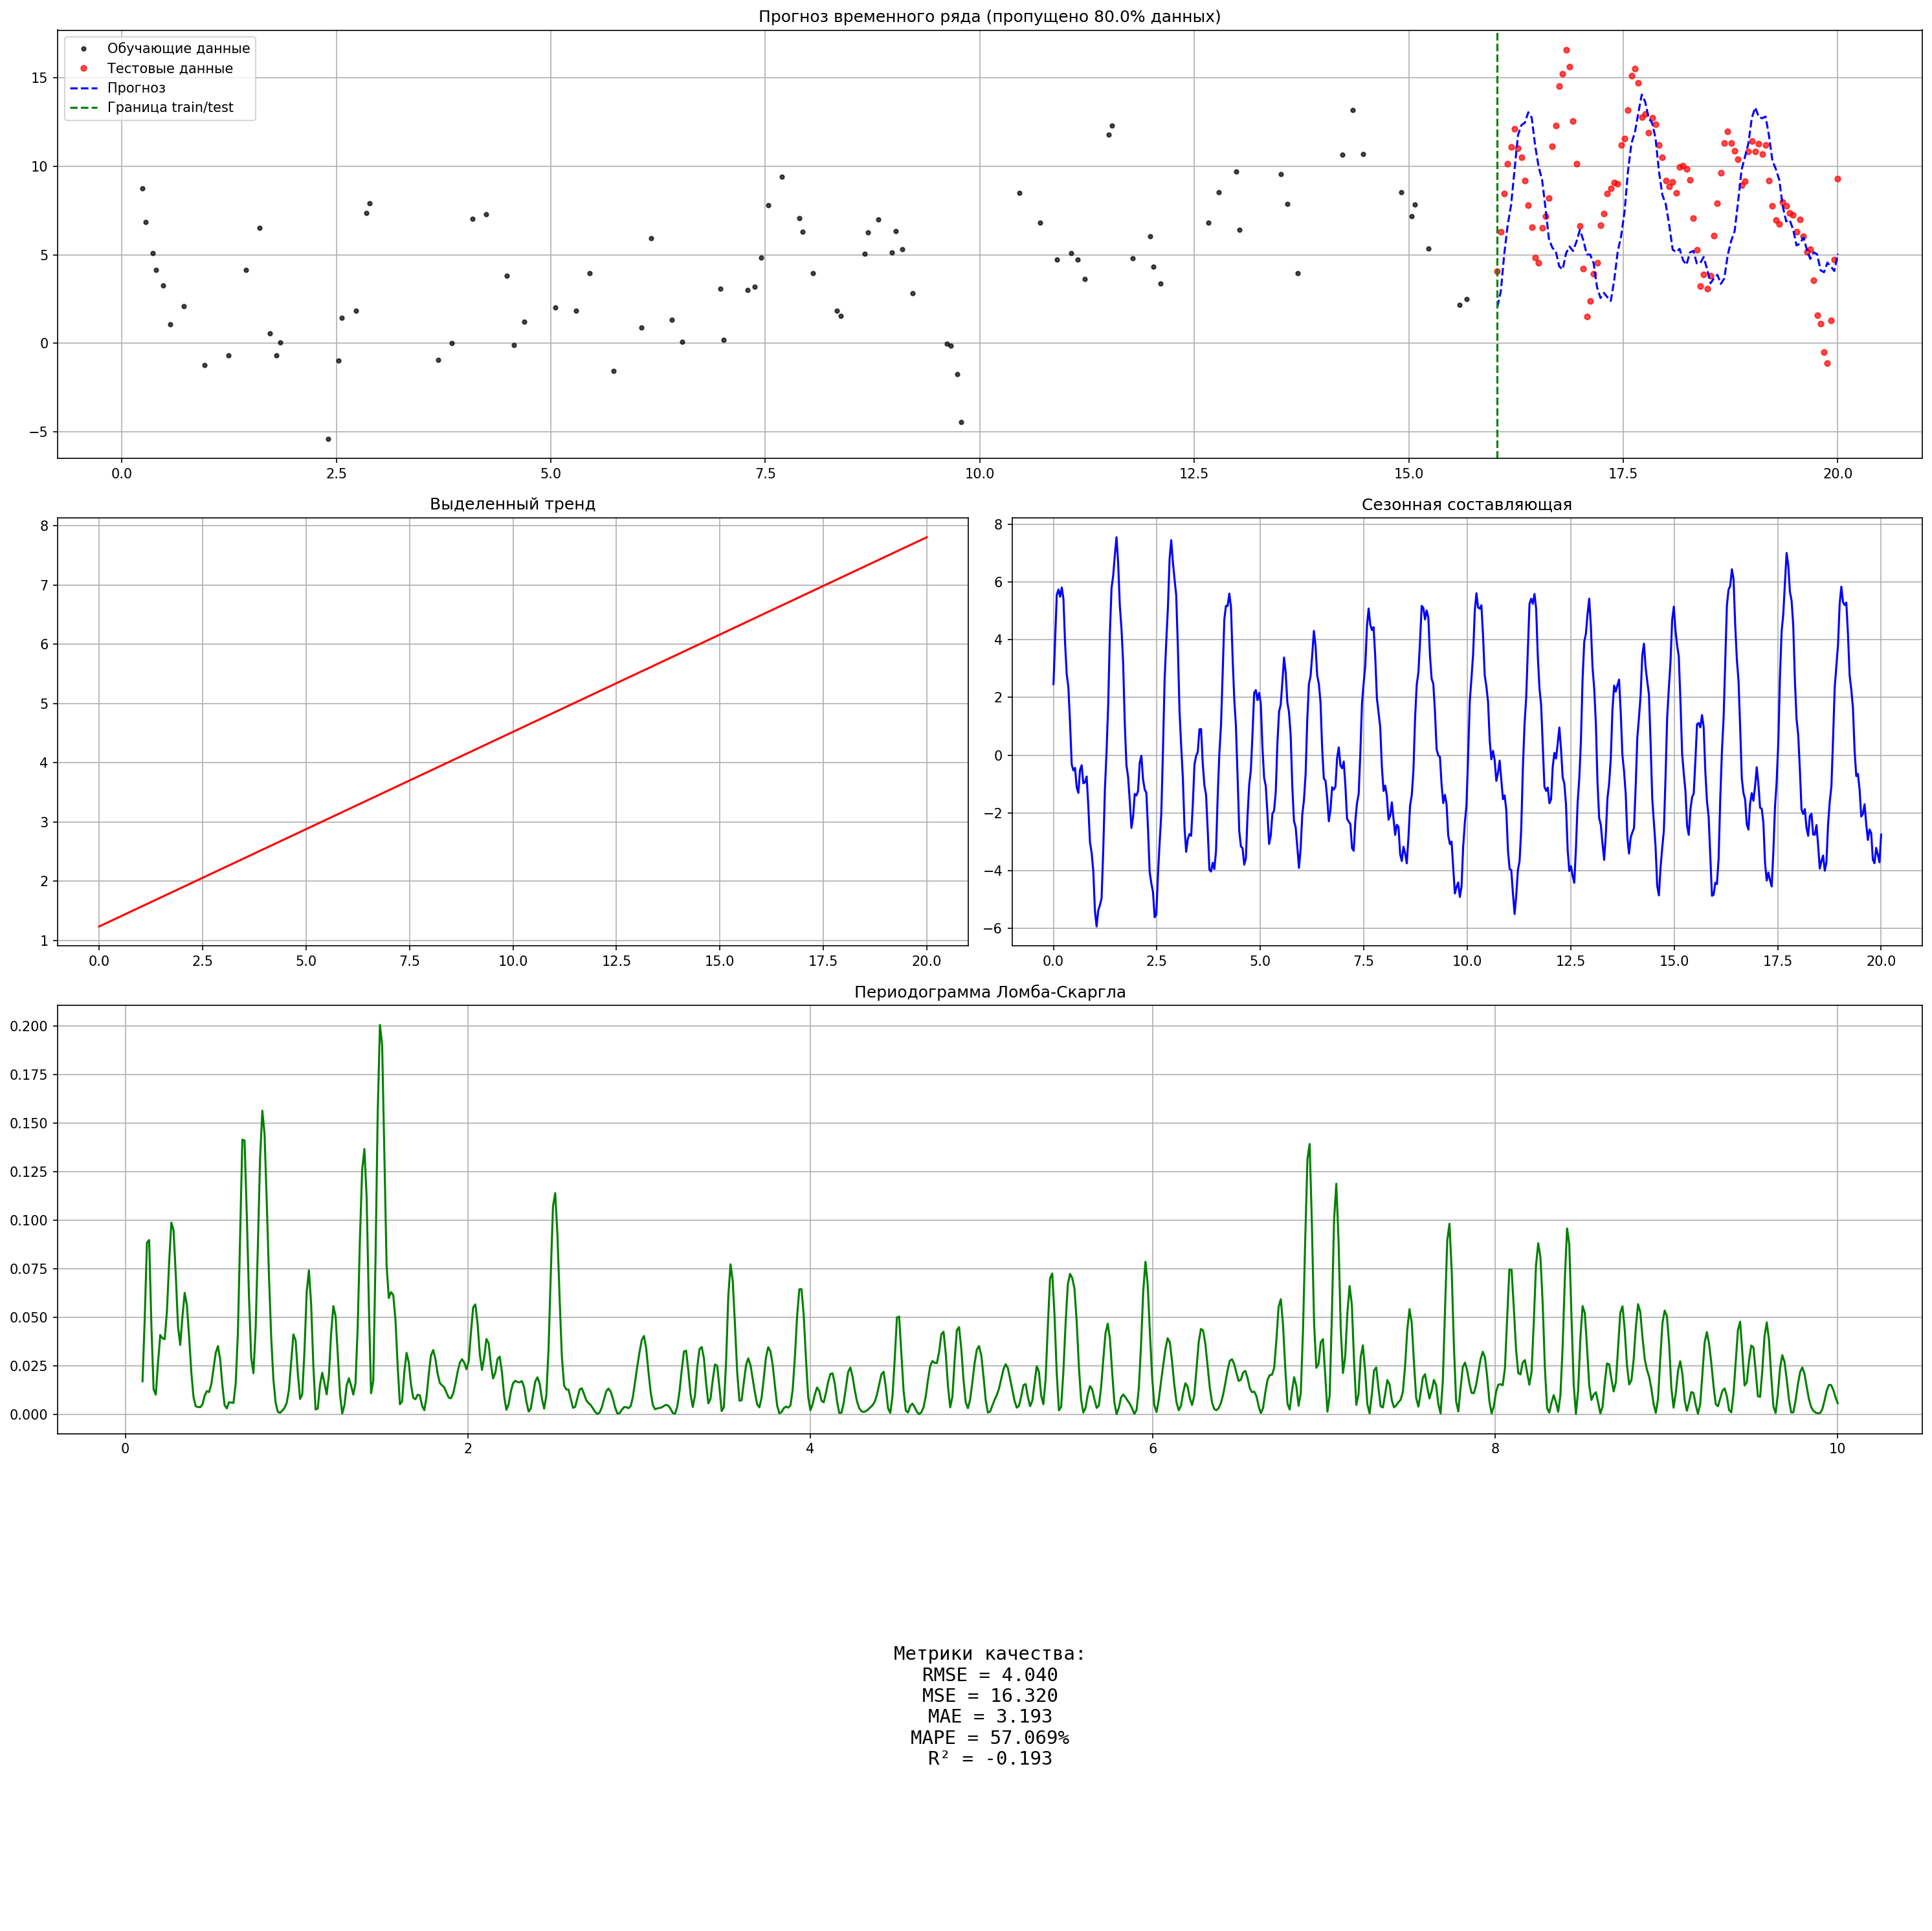 Прогноз временного ряда (пропущено 80.0% данных)
Обучающие данные
Тестовые данные
Прогноз
Граница train/test
15
10
5
0
−5
0.0 2.5 5.0 7.5 10.0 12.5 15.0 17.5 20.0
Выделенный тренд
8
7
6
5
4
3
2
1
0.0 2.5 5.0 7.5 10.0 12.5 15.0 17.5 20.0
Сезонная составляющая
8
6
4
2
0
−2
−4
−6
0.0 2.5 5.0 7.5 10.0 12.5 15.0 17.5 20.0
Периодограмма Ломба-Скаргла
0.200
0.175
0.150
0.125
0.100
0.075
0.050
0.025
0.000
0 2 4 6 8 10
Метрики качества:
RMSE = 4.040
MSE = 16.320
MAE = 3.193
MAPE = 57.069%
R² = -0.193